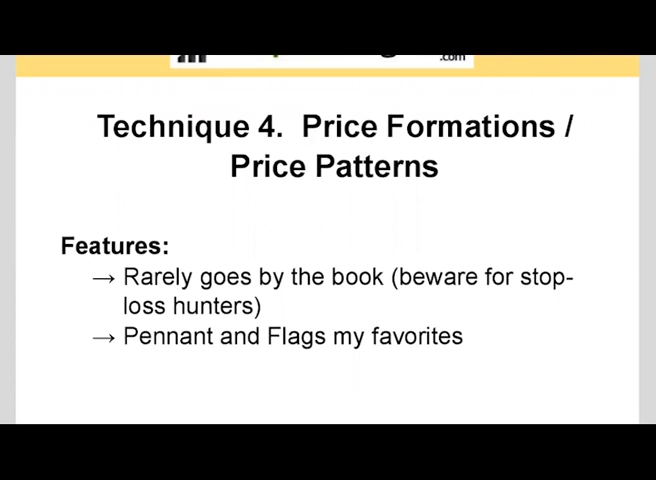 .com
Technique 4. Price Formations /
Price Patterns
Features:
→ Rarely goes by the book (beware for stop-
loss hunters)
→ Pennant and Flags my favorites